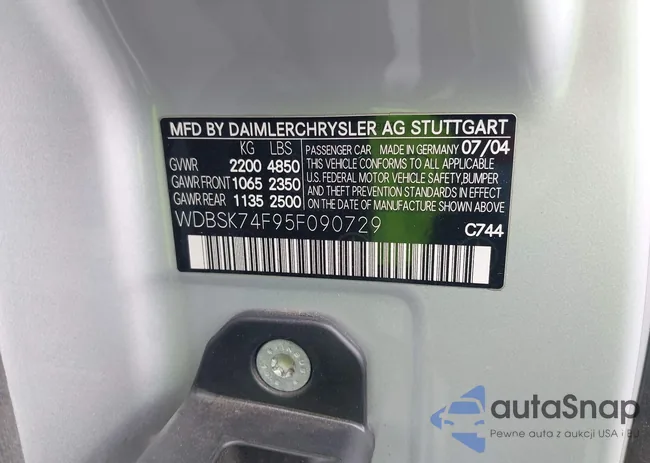 MFD BY DAIMLERCHRYSLER AG STUTTGART
KG LBS PASSENGER CAR MADE IN GERMANY 07/04
GVWR 2200 4850 THIS VEHICLE CONFORMS TO ALL APPLICABLE
GAWR FRONT 1065 2350 U.S. FEDERAL MOTOR VEHICLE SAFETY, BUMPER
GAWR REAR 1135 2500 AND THEFT PREVENTION STANDARDS IN EFFECT
ON THE DATE OF MANUFACTURE SHOWN ABOVE.
WDBSK74F95F090729 C744
autaSnap
Pewne auta z aukcji USA i EU